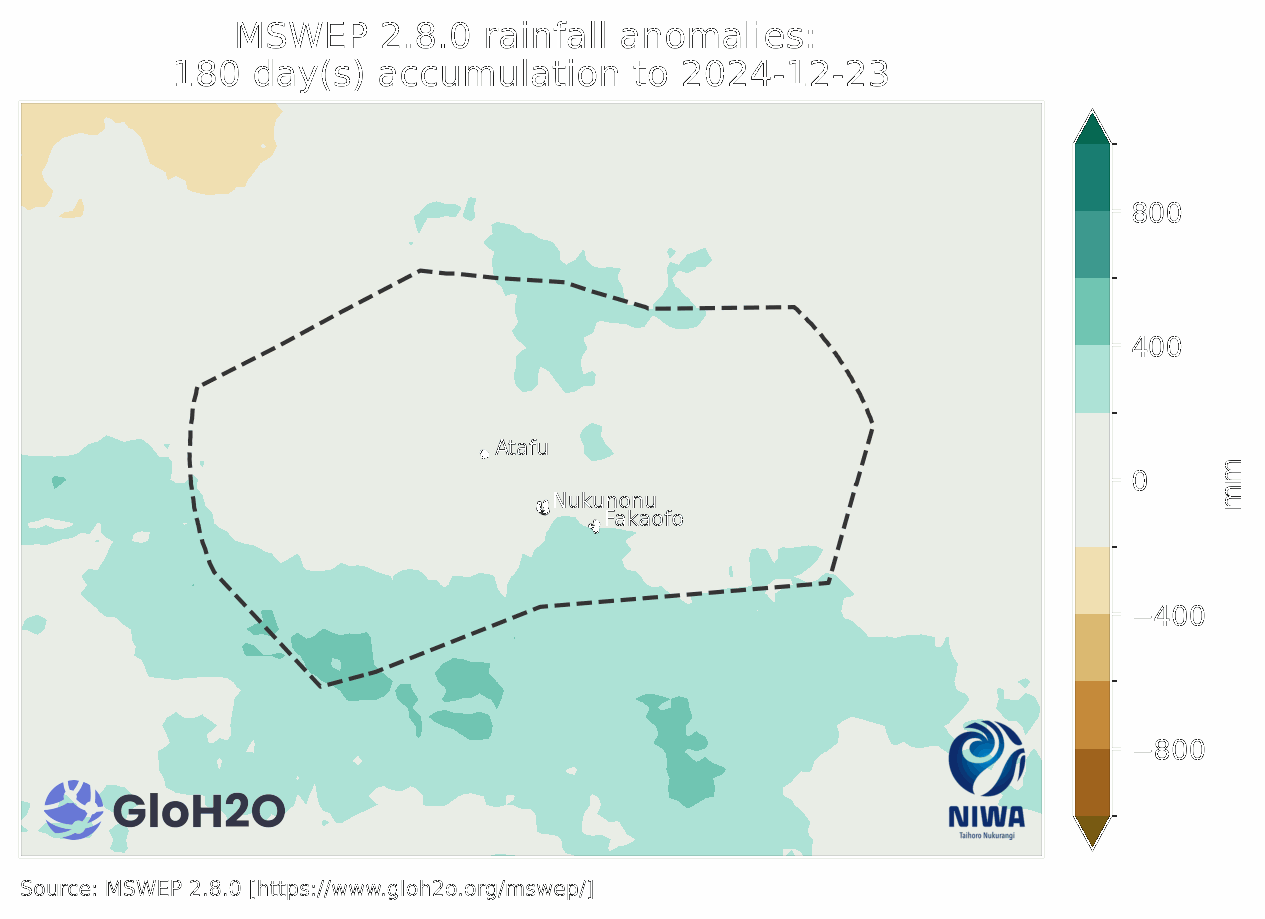 MSWEP 2.8.0 rainfall anomalies:
180 day(s) accumulation to 2024-12-23
800
400
0
−400
−800
mm
Atafu
Nukunonu
Fakaofo
GloH2O
NIWA
Taihoro Nukurangi
Source: MSWEP 2.8.0 [https://www.gloh2o.org/mswep/]